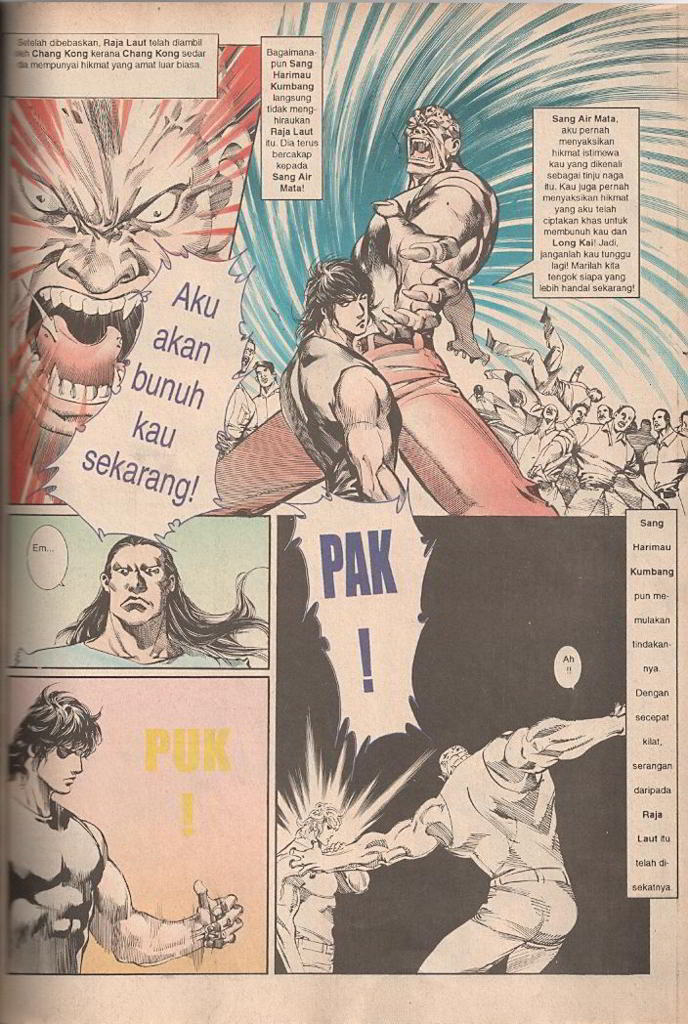 Setelah dibebaskan, Raja Laut telah diambil
oleh Chang Kong kerana Chang Kong sedar
dia mempunyai hikmat yang amat luar biasa.
Bagaimana-
pun Sang
Harimau
Kumbang
langsung
tidak meng-
hiraukan
Raja Laut
itu. Dia terus
bercakap
kepada
Sang Air
Mata!
Sang Air Mata,
aku pernah
menyaksikan
hikmat istimewa
kau yang dikenali
sebagai tinju naga
itu. Kau juga pernah
menyaksikan hikmat
yang aku telah
ciptakan khas untuk
membunuh kau dan
Long Kai! Jadi,
janganlah kau tunggu
lagi! Marilah kita
tengok siapa yang
lebih handal sekarang!
Aku
akan
bunuh
kau
sekarang!
Em...
PAK
!
Sang
Harimau
Kumbang
pun me-
mulakan
tindakan-
nya.
Dengan
secepat
kilat,
serangan
daripada
Raja
Laut itu
telah di-
sekatnya.
Ah
!!
PUK
!